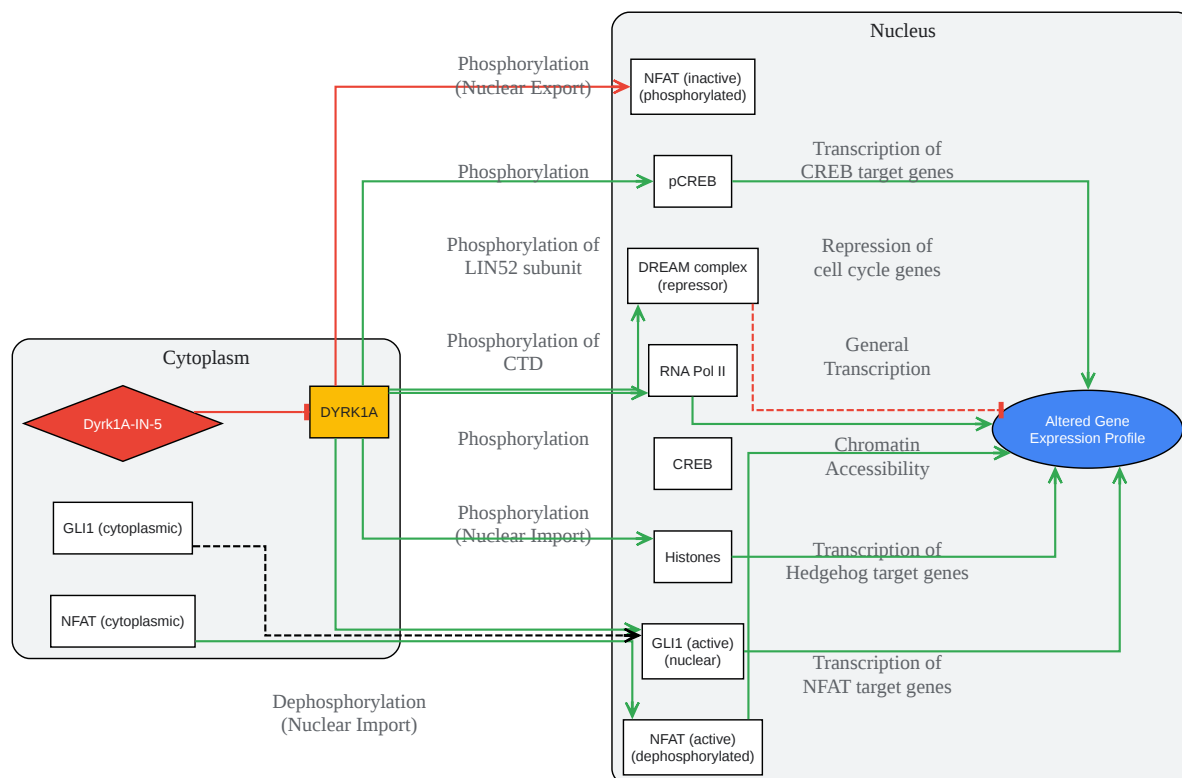 Nucleus
Phosphorylation
(Nuclear Export)
NFAT (inactive)
(phosphorylated)
Phosphorylation
pCREB
Transcription of
CREB target genes
Phosphorylation of
LIN52 subunit
DREAM complex
(repressor)
Repression of
cell cycle genes
Cytoplasm
Phosphorylation of
CTD
RNA Pol II
General
Transcription
Dyrk1A-IN-5
DYRK1A
Altered Gene
Expression Profile
Phosphorylation
CREB
Chromatin
Accessibility
GLI1 (cytoplasmic)
Phosphorylation
(Nuclear Import)
Histones
Transcription of
Hedgehog target genes
NFAT (cytoplasmic)
GLI1 (active)
(nuclear)
Transcription of
NFAT target genes
Dephosphorylation
(Nuclear Import)
NFAT (active)
(dephosphorylated)